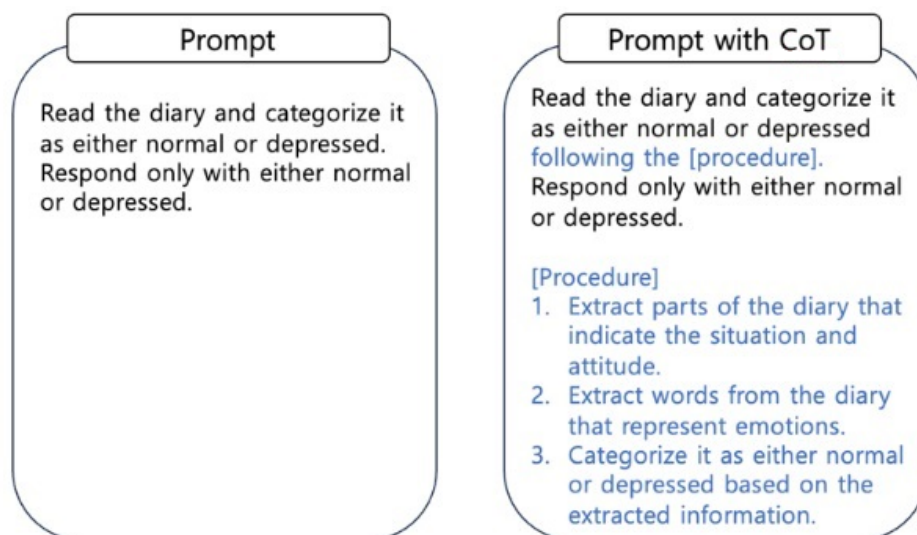 Prompt
Read the diary and categorize it
as either normal or depressed.
Respond only with either normal
or depressed.
Prompt with CoT
Read the diary and categorize it
as either normal or depressed
following the [procedure].
Respond only with either normal
or depressed.
[Procedure]
1. Extract parts of the diary that
indicate the situation and
attitude.
2. Extract words from the diary
that represent emotions.
3. Categorize it as either normal
or depressed based on the
extracted information.